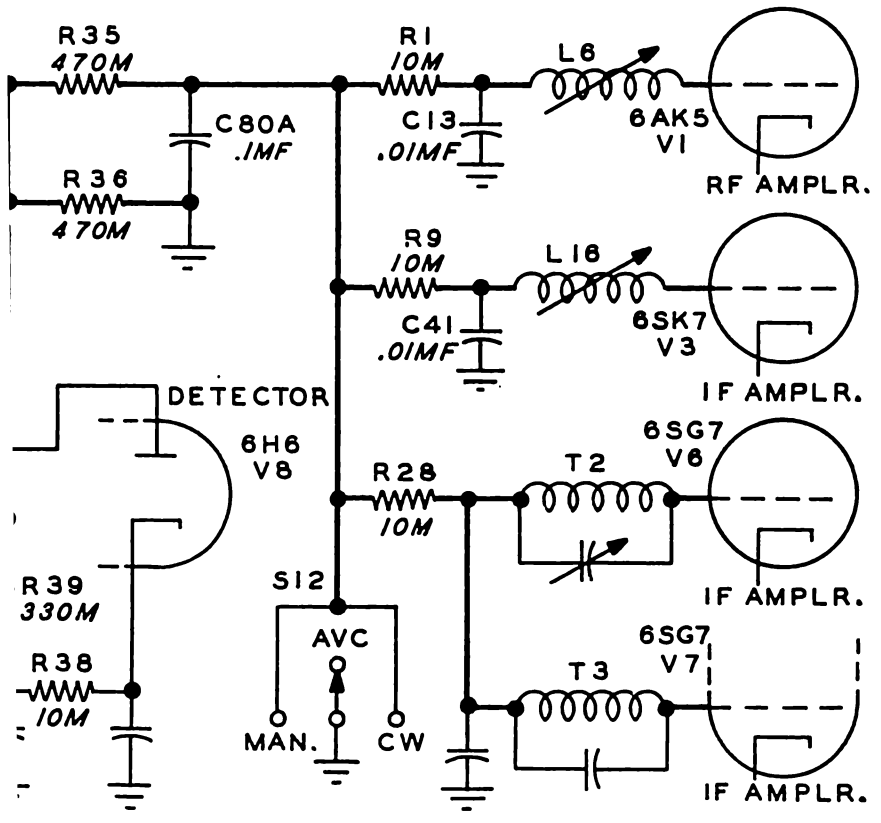 R35
470M
R1
10M
L6
C80A
.1MF
C13
.01MF
6AK5
V1
RF AMPLR.
R36
470M
R9
10M
L16
C41
.01MF
6SK7
V3
IF AMPLR.
DETECTOR
6H6
V8
R28
10M
T2
6SG7
V6
IF AMPLR.
R39
330M
S12
AVC
MAN.
CW
R38
10M
T3
6SG7
V7
IF AMPLR.